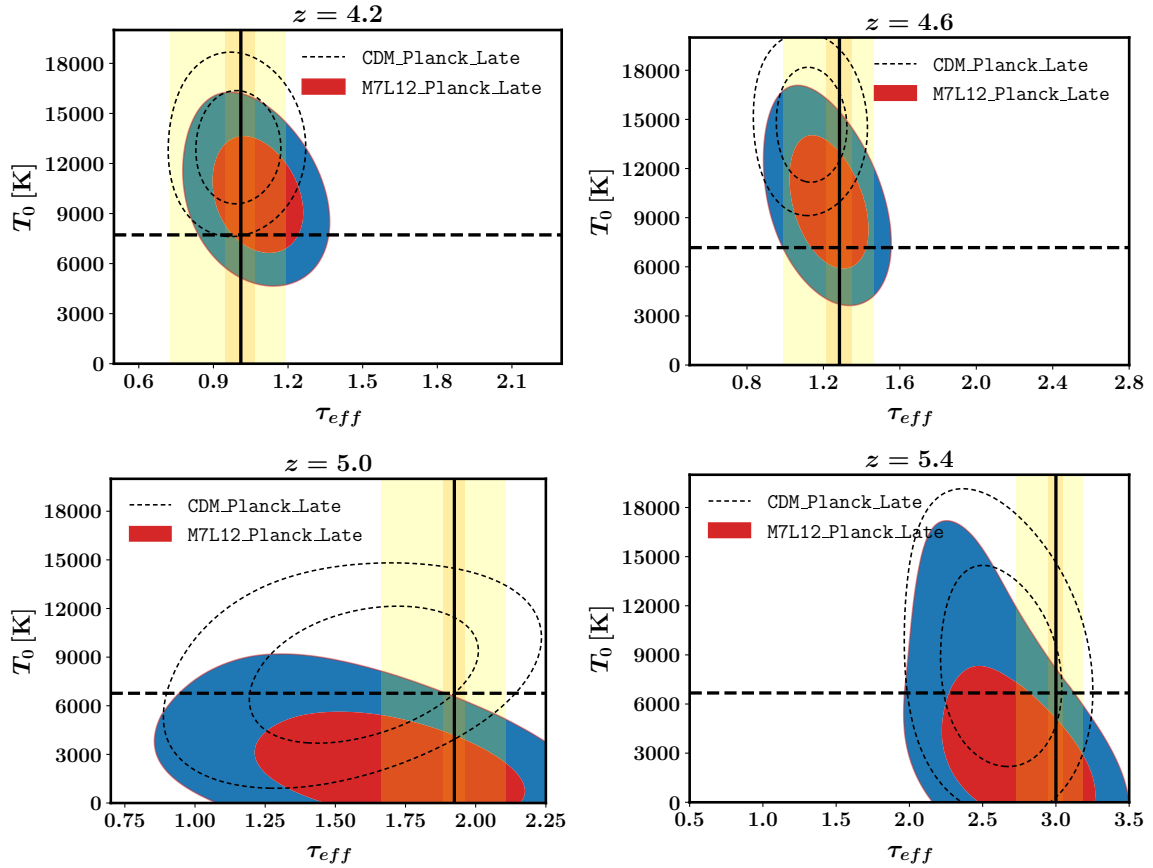 z = 4.2
CDM_Planck_Late
M7L12_Planck_Late
T0 [K]
18000
15000
12000
9000
6000
3000
0
0.6 0.9 1.2 1.5 1.8 2.1
τeff
z = 4.6
CDM_Planck_Late
M7L12_Planck_Late
T0 [K]
18000
15000
12000
9000
6000
3000
0
0.8 1.2 1.6 2.0 2.4 2.8
τeff
z = 5.0
CDM_Planck_Late
M7L12_Planck_Late
T0 [K]
18000
15000
12000
9000
6000
3000
0
0.75 1.00 1.25 1.50 1.75 2.00 2.25
τeff
z = 5.4
CDM_Planck_Late
M7L12_Planck_Late
T0 [K]
18000
15000
12000
9000
6000
3000
0
0.5 1.0 1.5 2.0 2.5 3.0 3.5
τeff